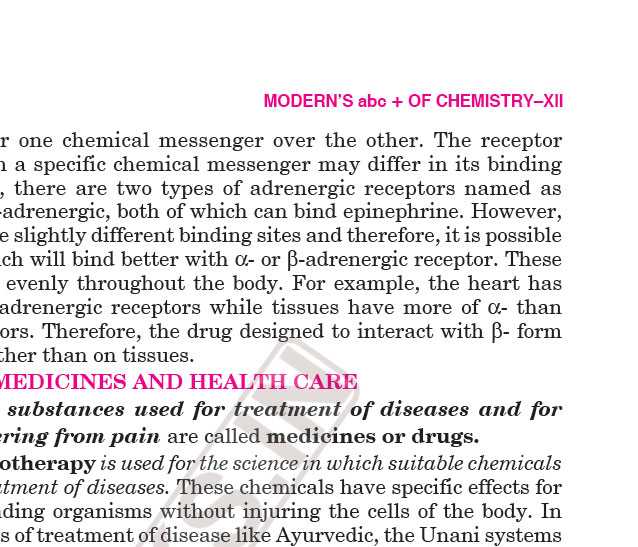 MODERN'S abc + OF CHEMISTRY–XII
r one chemical messenger over the other. The receptor
a specific chemical messenger may differ in its binding
, there are two types of adrenergic receptors named as
-adrenergic, both of which can bind epinephrine. However,
e slightly different binding sites and therefore, it is possible
ch will bind better with α- or β-adrenergic receptor. These
evenly throughout the body. For example, the heart has
adrenergic receptors while tissues have more of α- than
ors. Therefore, the drug designed to interact with β- form
ther than on tissues.
MEDICINES AND HEALTH CARE
substances used for treatment of diseases and for
ering from pain are called medicines or drugs.
otherapy is used for the science in which suitable chemicals
tment of diseases. These chemicals have specific effects for
ding organisms without injuring the cells of the body. In
s of treatment of disease like Ayurvedic, the Unani systems